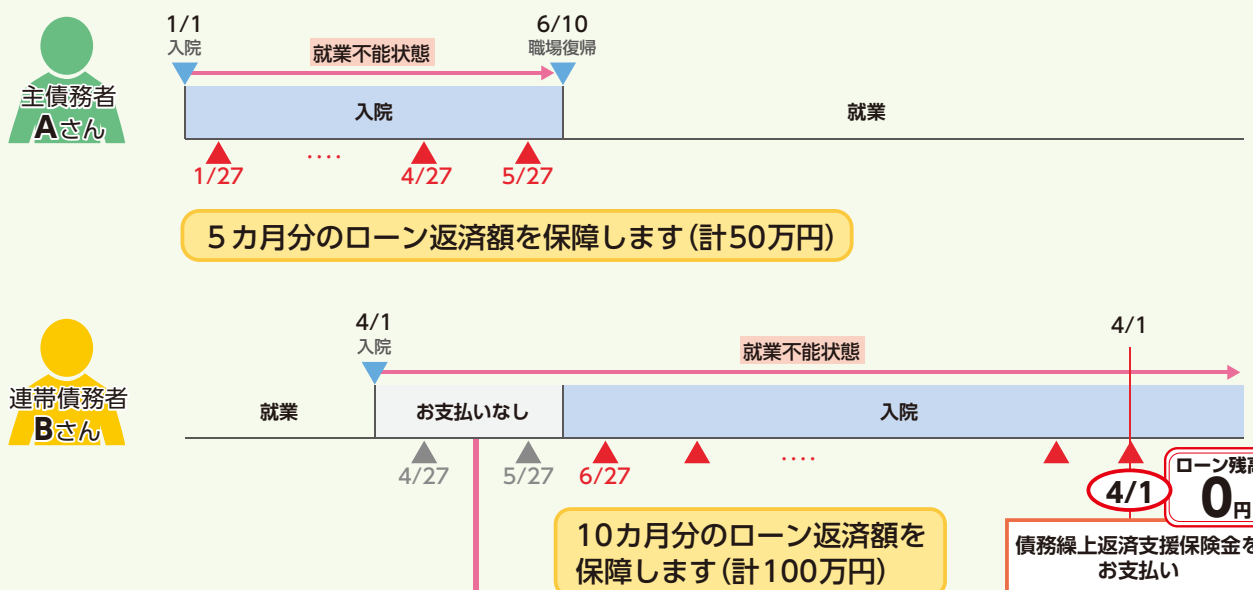 1/1
入院
6/10
職場復帰
就業不能状態
主債務者
Aさん
入院
就業
1/27
‥‥
4/27
5/27
5カ月分のローン返済額を保障します(計50万円)
4/1
入院
4/1
就業不能状態
連帯債務者
Bさん
就業
お支払いなし
入院
4/27
5/27
6/27
‥‥
4/1
ローン残高
0円
10カ月分のローン返済額を
保障します(計100万円)
債務繰上返済支援保険金を
お支払い